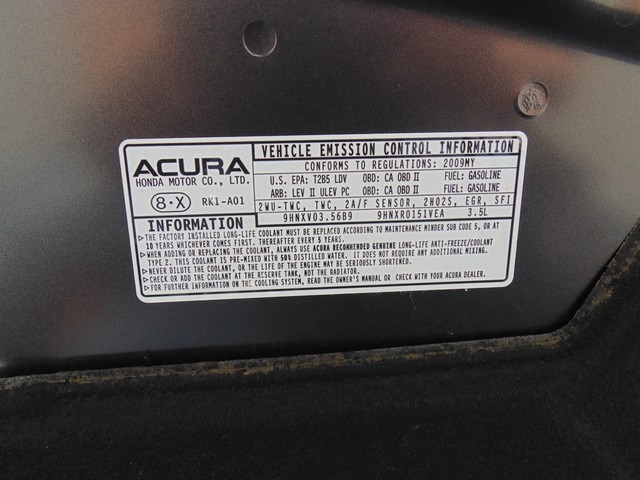 ACURA
HONDA MOTOR CO., LTD.
8·X RK1-A01
VEHICLE EMISSION CONTROL INFORMATION
CONFORMS TO REGULATIONS: 2009MY
U.S. EPA: T2B5 LDV OBD: CA OBD II FUEL: GASOLINE
ARB: LEV II ULEV PC OBD: CA OBD II FUEL: GASOLINE
2WU-TWC, TWC, 2A/F SENSOR, 2HO2S, EGR, SFI
9HNXV03.56B9 9HNXR0151VEA 3.5L
INFORMATION
▷THE FACTORY INSTALLED LONG-LIFE COOLANT MUST BE REPLACED ACCORDING TO MAINTENANCE MINDER SUB CODE 5, OR
10 YEARS WHICHEVER COMES FIRST. THEREAFTER EVERY 5 YEARS.
▷WHEN ADDING OR REPLACING THE COOLANT, ALWAYS USE ACURA RECOMMENDED GENUINE LONG-LIFE ANTI-FREEZE/COOLANT
TYPE 2. THIS COOLANT IS PRE-MIXED WITH 50% DISTILLED WATER. IT DOES NOT REQUIRE ANY ADDITIONAL MIXING.
▷NEVER DILUTE THE COOLANT, OR THE LIFE OF THE ENGINE MAY BE SERIOUSLY SHORTENED.
▷CHECK OR ADD THE COOLANT AT THE RESERVE TANK, NOT THE RADIATOR.
▷FOR FURTHER INFORMATION ON THE COOLING SYSTEM, READ THE OWNER'S MANUAL OR CHECK WITH YOUR ACURA DEALER.